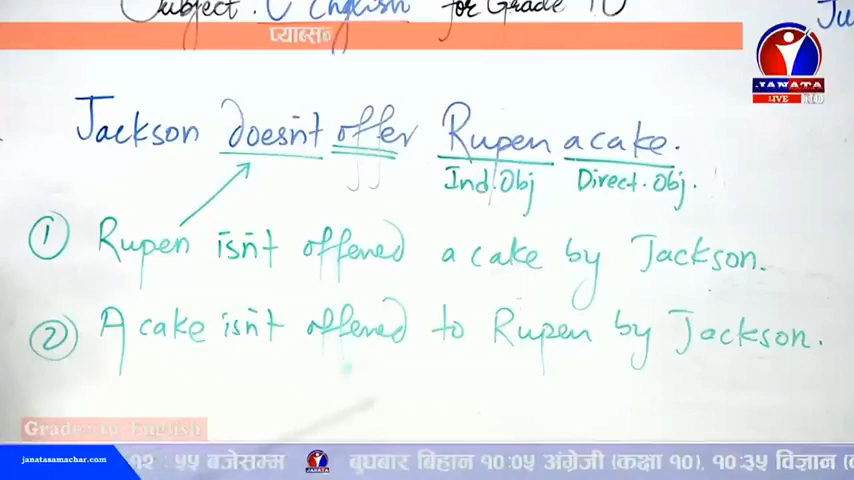 Subject : C English for Grade 10
Ju
प्याब्सन
JANATA
LIVE HD
Jackson doesn't offer Rupen a cake.
Ind. Obj Direct. Obj.
① Rupen isn't offered a cake by Jackson.
② A cake isn't offered to Rupen by Jackson.
Grade: 10 English
janatasamachar.com
१२ : ५५ बजेसम्म JANATA बुधबार बिहान १०:०५ अंग्रेजी (कक्षा १०), १०:३५ विज्ञान